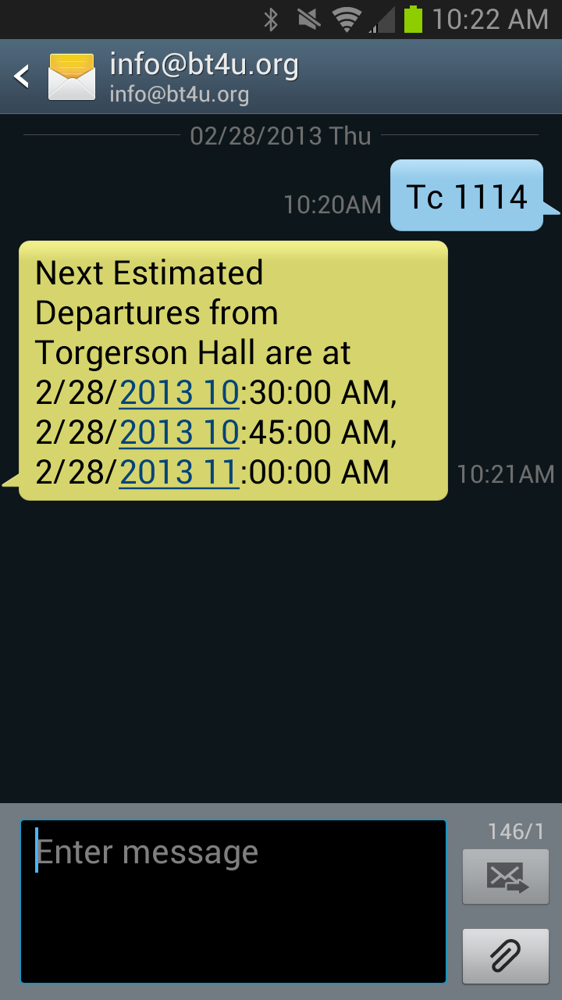 10:22 AM
info@bt4u.org
info@bt4u.org
02/28/2013 Thu
10:20AM
Tc 1114
Next Estimated
Departures from
Torgerson Hall are at
2/28/2013 10:30:00 AM,
2/28/2013 10:45:00 AM,
2/28/2013 11:00:00 AM
10:21AM
Enter message
146/1